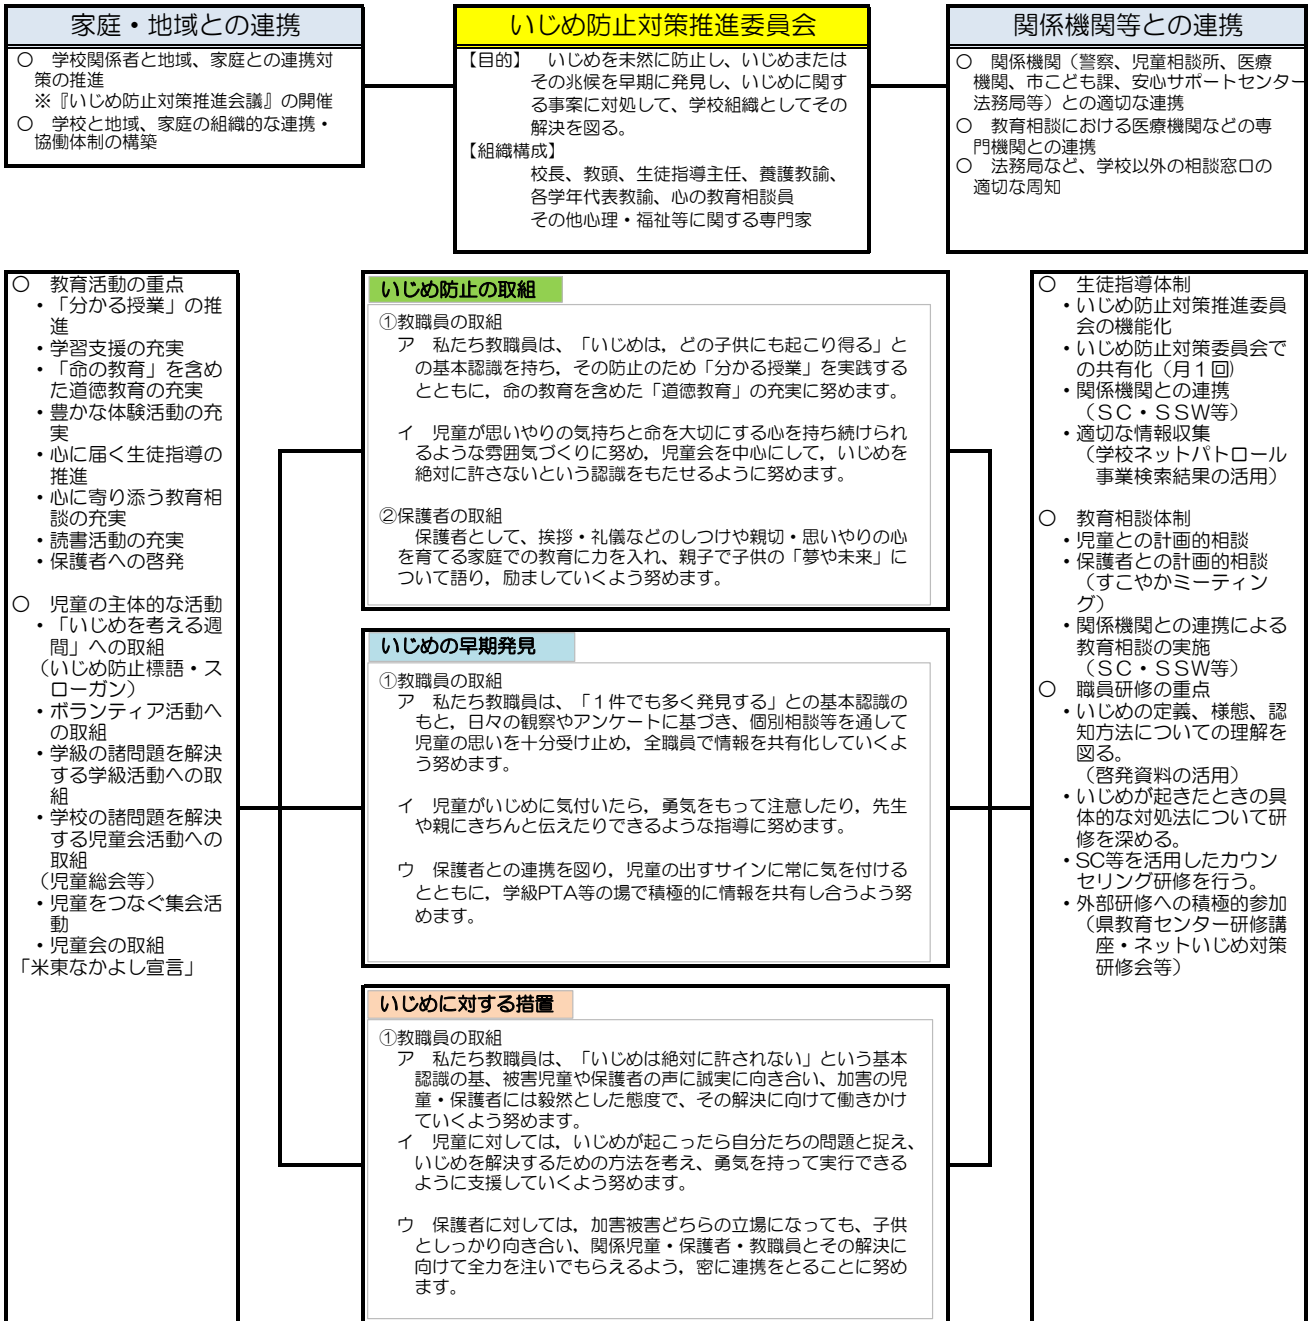 家庭・地域との連携
〇　学校関係者と地域、家庭との連携対
策の推進
※『いじめ防止対策推進会議』の開催
〇　学校と地域、家庭の組織的な連携・
協働体制の構築
いじめ防止対策推進委員会
【目的】　いじめを未然に防止し、いじめまたは
その兆候を早期に発見し、いじめに関す
る事案に対処して、学校組織としてその
解決を図る。
【組織構成】
校長、教頭、生徒指導主任、養護教諭、
各学年代表教諭、心の教育相談員
その他心理・福祉等に関する専門家
関係機関等との連携
〇　関係機関（警察、児童相談所、医療
機関、市こども課、安心サポートセンター
法務局等）との適切な連携
〇　教育相談における医療機関などの専
門機関との連携
〇　法務局など、学校以外の相談窓口の
適切な周知
〇　教育活動の重点
・「分かる授業」の推
進
・学習支援の充実
・「命の教育」を含め
た道徳教育の充実
・豊かな体験活動の充
実
・心に届く生徒指導の
推進
・心に寄り添う教育相
談の充実
・読書活動の充実
・保護者への啓発
〇　児童の主体的な活動
・「いじめを考える週
間」への取組
（いじめ防止標語・ス
ローガン）
・ボランティア活動へ
の取組
・学級の諸問題を解決
する学級活動への取
組
・学校の諸問題を解決
する児童会活動への
取組
（児童総会等）
・児童をつなぐ集会活
動
・児童会の取組
「米東なかよし宣言」
いじめ防止の取組
①教職員の取組
ア　私たち教職員は、「いじめは，どの子供にも起こり得る」と
の基本認識を持ち，その防止のため「分かる授業」を実践する
とともに，命の教育を含めた「道徳教育」の充実に努めます。
イ　児童が思いやりの気持ちと命を大切にする心を持ち続けられ
るような雰囲気づくりに努め，児童会を中心にして，いじめを
絶対に許さないという認識をもたせるように努めます。
②保護者の取組
保護者として、挨拶・礼儀などのしつけや親切・思いやりの心
を育てる家庭での教育に力を入れ，親子で子供の「夢や未来」に
ついて語り，励ましていくよう努めます。
いじめの早期発見
①教職員の取組
ア　私たち教職員は、「１件でも多く発見する」との基本認識の
もと，日々の観察やアンケートに基づき、個別相談等を通して
児童の思いを十分受け止め，全職員で情報を共有化していくよ
う努めます。
イ　児童がいじめに気付いたら，勇気をもって注意したり，先生
や親にきちんと伝えたりできるような指導に努めます。
ウ　保護者との連携を図り，児童の出すサインに常に気を付ける
とともに，学級PTA等の場で積極的に情報を共有し合うよう努
めます。
いじめに対する措置
①教職員の取組
ア　私たち教職員は、「いじめは絶対に許されない」という基本
認識の基、被害児童や保護者の声に誠実に向き合い、加害の児
童・保護者には毅然とした態度で、その解決に向けて働きかけ
ていくよう努めます。
イ　児童に対しては，いじめが起こったら自分たちの問題と捉え、
いじめを解決するための方法を考え、勇気を持って実行できる
ように支援していくよう努めます。
ウ　保護者に対しては，加害被害どちらの立場になっても、子供
としっかり向き合い、関係児童・保護者・教職員とその解決に
向けて全力を注いでもらえるよう，密に連携をとることに努め
ます。
〇　生徒指導体制
・いじめ防止対策推進委員
会の機能化
・いじめ防止対策委員会で
の共有化（月１回）
・関係機関との連携
（ＳＣ・ＳＳＷ等）
・適切な情報収集
（学校ネットパトロール
事業検索結果の活用）
〇　教育相談体制
・児童との計画的相談
・保護者との計画的相談
（すこやかミーティン
グ）
・関係機関との連携による
教育相談の実施
（ＳＣ・ＳＳＷ等）
〇　職員研修の重点
・いじめの定義、様態、認
知方法についての理解を
図る。
（啓発資料の活用）
・いじめが起きたときの具
体的な対処法について研
修を深める。
・SC等を活用したカウン
セリング研修を行う。
・外部研修への積極的参加
（県教育センター研修講
座・ネットいじめ対策
研修会等）